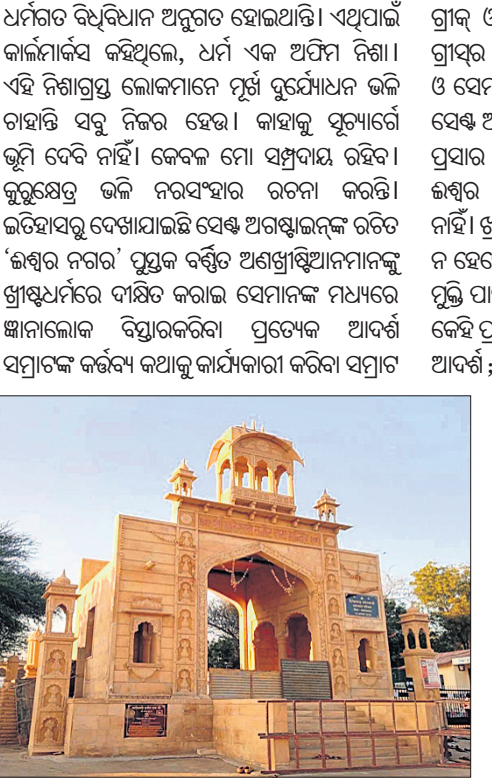 ଧର୍ମଗତ ବିଧିବିଧାନ ଅନୁଗତ ହୋଇଥାନ୍ତି। ଏଥିପାଇଁ
କାର୍ଲମାର୍କସ କହିଥିଲେ, ଧର୍ମ ଏକ ଅଫିମ ନିଶା।
ଏହି ନିଶାଗ୍ରସ୍ତ ଲୋକମାନେ ମୂର୍ଖ ଦୁର୍ଯ୍ୟୋଧନ ଭଳି
ଚାହାନ୍ତି ସବୁ ନିଜର ହେଉ। କାହାକୁ ସୂଚ୍ୟାଗ୍ରେ
ଭୂମି ଦେବି ନାହିଁ। କେବଳ ମୋ ସମ୍ପ୍ରଦାୟ ରହିବ।
କୁରୁକ୍ଷେତ୍ର ଭଳି ନରସଂହାର ରଚନା କରନ୍ତି।
ଇତିହାସରୁ ଦେଖାଯାଇଛି ସେଣ୍ଟ ଅଗଷ୍ଟାଇନ୍‌ଙ୍କ ରଚିତ
‘ଈଶ୍ୱର ନଗର’ ପୁସ୍ତକ ବର୍ଣ୍ଣିତ ଅଣଖ୍ରୀଷ୍ଟିଆନମାନଙ୍କୁ
ଖ୍ରୀଷ୍ଟଧର୍ମରେ ଦୀକ୍ଷିତ କରାଇ ସେମାନଙ୍କ ମଧ୍ୟରେ
ଜ୍ଞାନାଲୋକ ବିସ୍ତାରକରିବା ପ୍ରତ୍ୟେକ ଆଦର୍ଶ
ସମ୍ରାଟଙ୍କ କର୍ତ୍ତବ୍ୟ କଥାକୁ କାର୍ଯ୍ୟକାରୀ କରିବା ସମ୍ରାଟ
ଗ୍ରୀକ୍ ଓ
ଗ୍ରୀସ୍‌ର
ଓ ସେମ
ସେଣ୍ଟ ଅ
ପ୍ରସାର
ଈଶ୍ୱର
ନାହିଁ। ଖ୍ର
ନ ହେଲେ
ମୁକ୍ତି ପା
କେହି ପ୍ର
ଆଦର୍ଶ ;